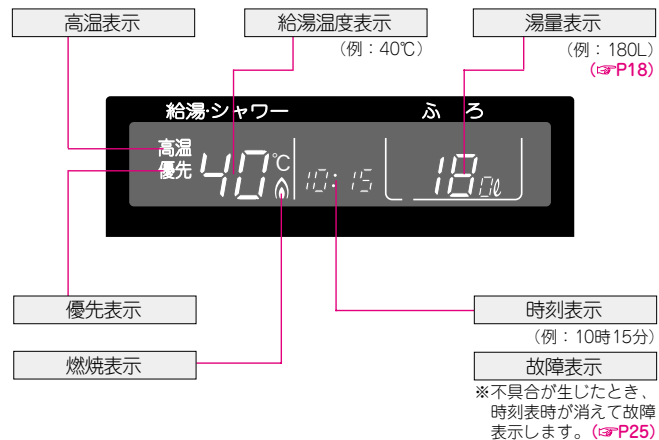 高温表示
給湯温度表示
(例：40℃)
湯量表示
(例：180L)
(☞P18)
給湯·シャワー
ふろ
高温
優先
40℃
10:15
180ℓ
優先表示
燃焼表示
時刻表示
(例：10時15分)
故障表示
※不具合が生じたとき、
時刻表時が消えて故障
表示します。(☞P25)